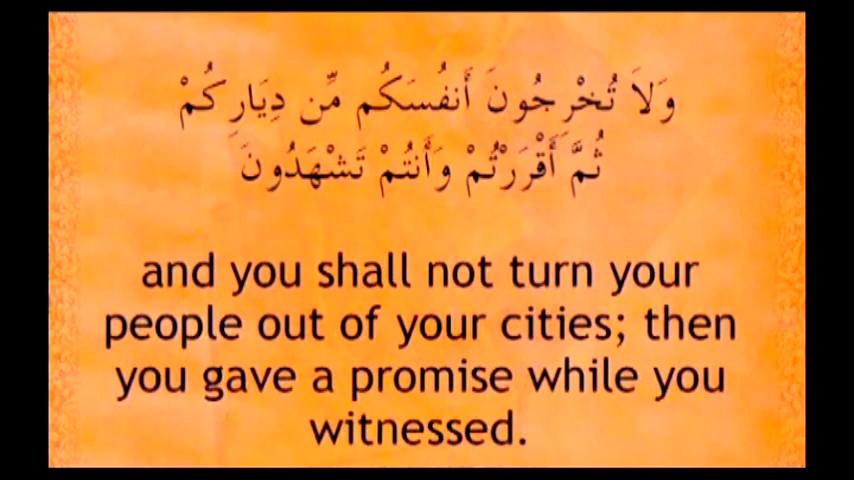 وَلاَ تُخْرِجُونَ أَنفُسَكُم مِّن دِيَارِكُمْ
ثُمَّ أَقْرَرْتُمْ وَأَنتُمْ تَشْهَدُونَ
and you shall not turn your
people out of your cities; then
you gave a promise while you
witnessed.